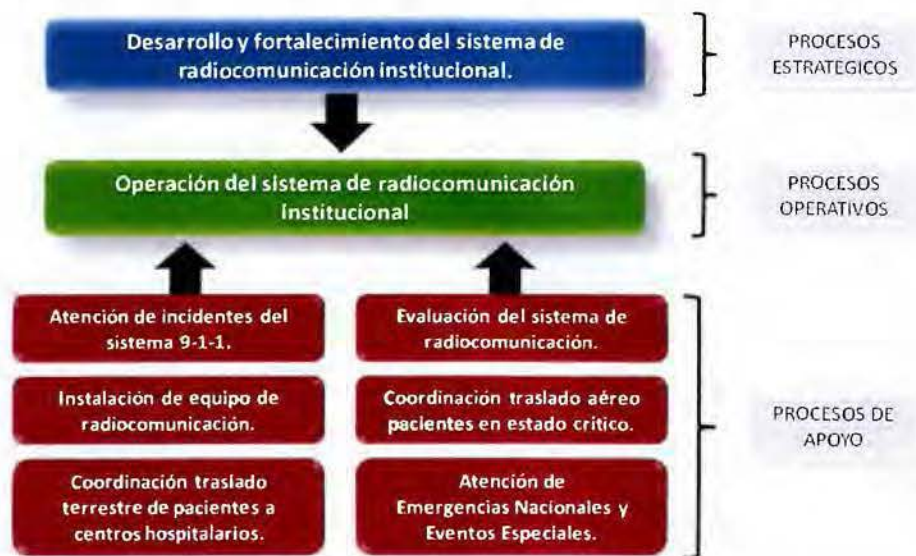 Desarrollo y fortalecimiento del sistema de
radiocomunicación institucional.
PROCESOS
ESTRATEGICOS
Operación del sistema de radiocomunicación
institucional
PROCESOS
OPERATIVOS
Atención de incidentes del
sistema 9-1-1.
Evaluación del sistema de
radiocomunicación.
Instalación de equipo de
radiocomunicación.
Coordinación traslado aéreo
pacientes en estado crítico.
Coordinación traslado
terrestre de pacientes a
centros hospitalarios.
Atención de
Emergencias Nacionales y
Eventos Especiales.
PROCESOS DE
APOYO